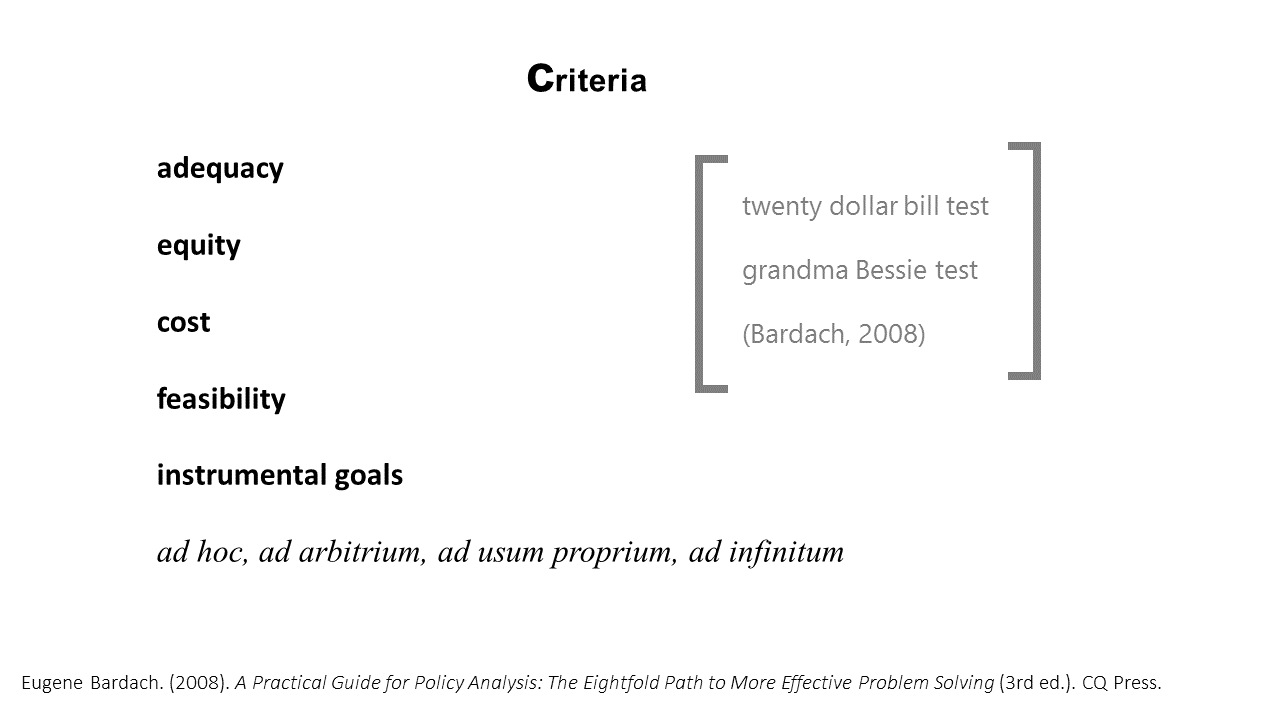 Criteria
adequacy
equity
cost
feasibility
instrumental goals
ad hoc, ad arbitrium, ad usum proprium, ad infinitum
twenty dollar bill test
grandma Bessie test
(Bardach, 2008)
Eugene Bardach. (2008). A Practical Guide for Policy Analysis: The Eightfold Path to More Effective Problem Solving (3rd ed.). CQ Press.